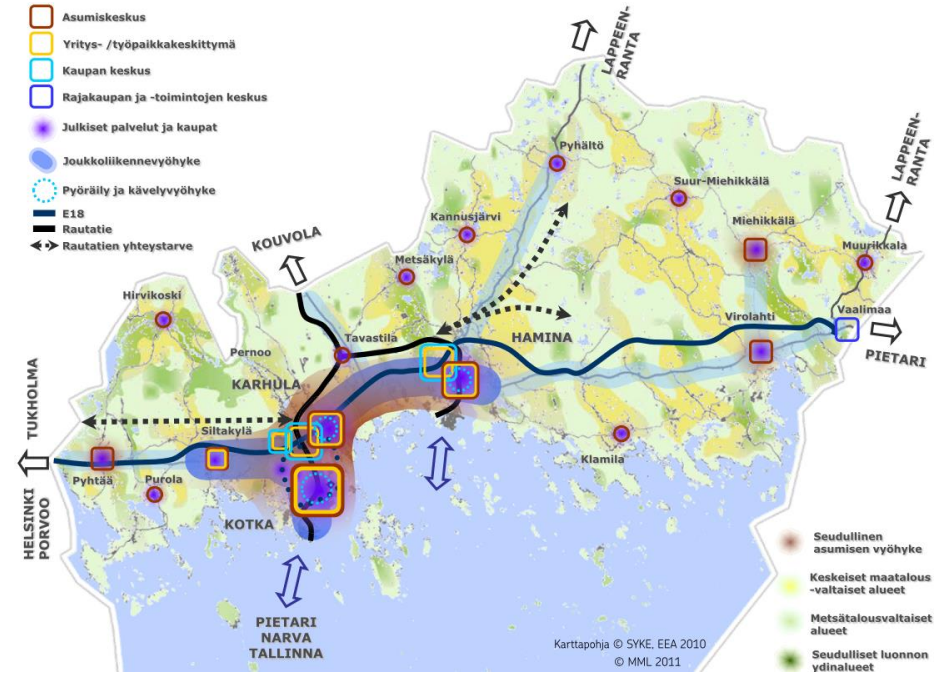 Asumiskeskus
Yritys- /työpaikkakeskittymä
Kaupan keskus
Rajakaupan ja -toimintojen keskus
Julkiset palvelut ja kaupat
Joukkoliikennevyöhyke
Pyöräily ja kävelyvyöhyke
E18
Rautatie
Rautatien yhteystarve
LAPPEEN-
RANTA
LAPPEEN-
RANTA
Pyhältö
Suur-Miehikkälä
Kannusjärvi
Miehikkälä
KOUVOLA
Muurikkala
Metsäkylä
Hirvikoski
Vaalimaa
Virolahti
Tavastila
HAMINA
Pernoo
PIETARI
KARHULA
TUKHOLMA
Siltakylä
Klamila
Pyhtää
Purola
HELSINKI
PORVOO
KOTKA
PIETARI
NARVA
TALLINNA
Seudullinen
asumisen vyöhyke
Keskeiset maatalous
-valtaiset alueet
Metsätalousvaltaiset
alueet
Seudulliset luonnon
ydinalueet
Karttapohja © SYKE, EEA 2010
© MML 2011